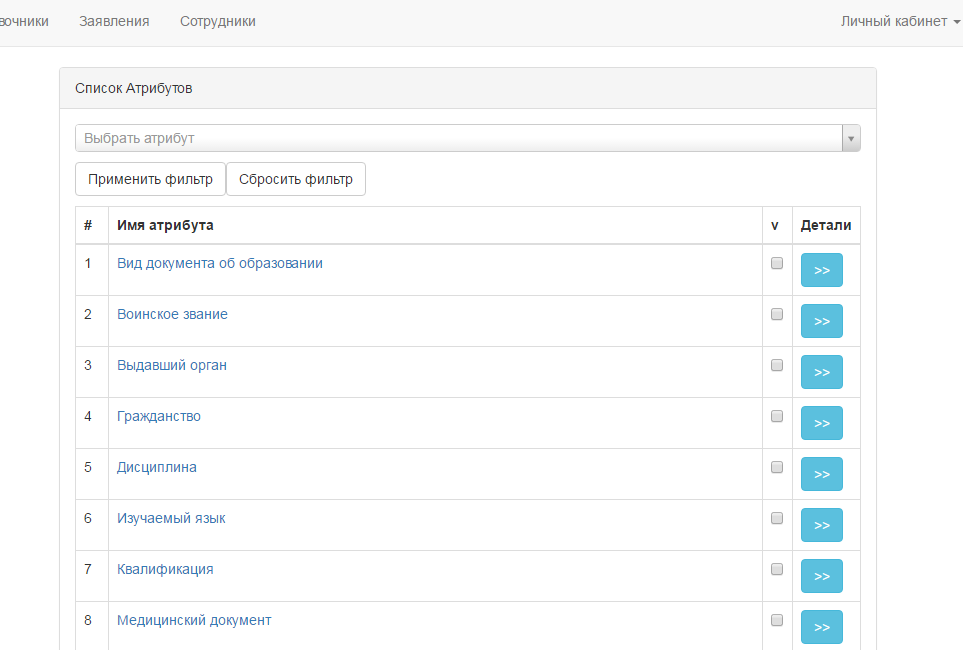 Заявления Сотрудники Личный кабинет
Список Атрибутов
Выбрать атрибут
Применить фильтр Сбросить фильтр
# Имя атрибута v Детали
1 Вид документа об образовании >>
2 Воинское звание >>
3 Выдавший орган >>
4 Гражданство >>
5 Дисциплина >>
6 Изучаемый язык >>
7 Квалификация >>
8 Медицинский документ >>